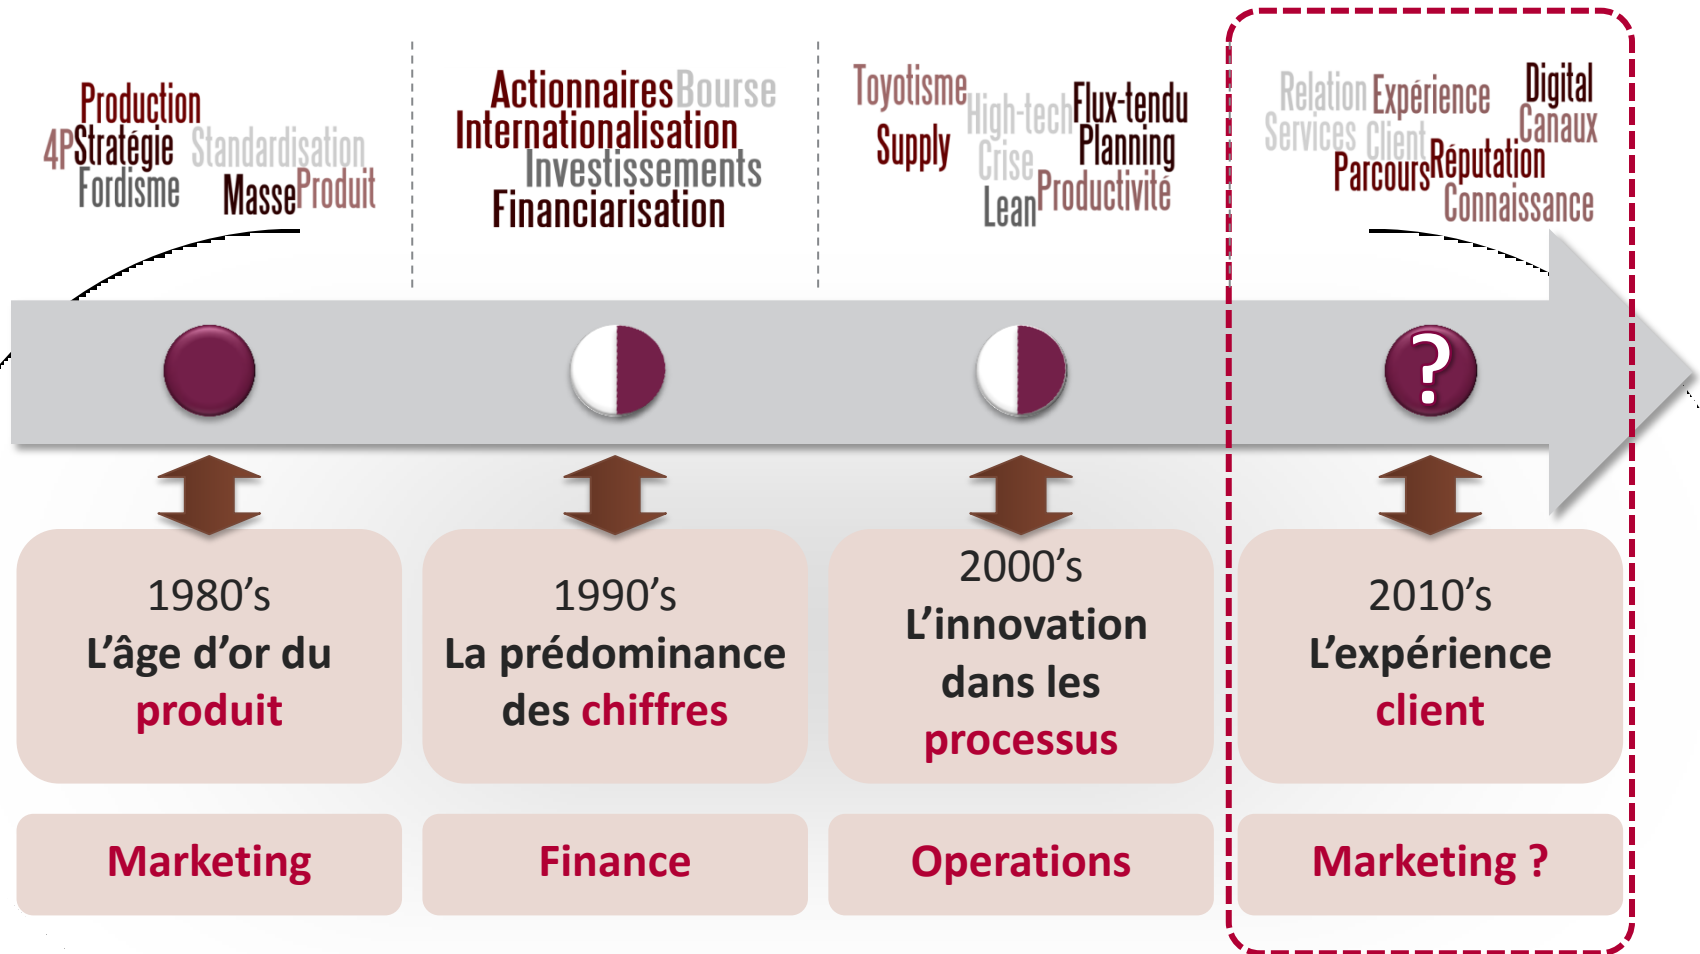 Production
4P Stratégie Standardisation
Fordisme Masse Produit
Actionnaires Bourse
Internationalisation
Investissements
Financiarisation
Toyotisme High-tech Flux-tendu
Supply Crise Planning
Lean Productivité
Relation Expérience Digital
Services Client Canaux
Parcours Réputation
Connaissance
?
1980’s
L’âge d’or du
produit
1990’s
La prédominance
des chiffres
2000’s
L’innovation
dans les
processus
2010’s
L’expérience
client
Marketing
Finance
Operations
Marketing ?